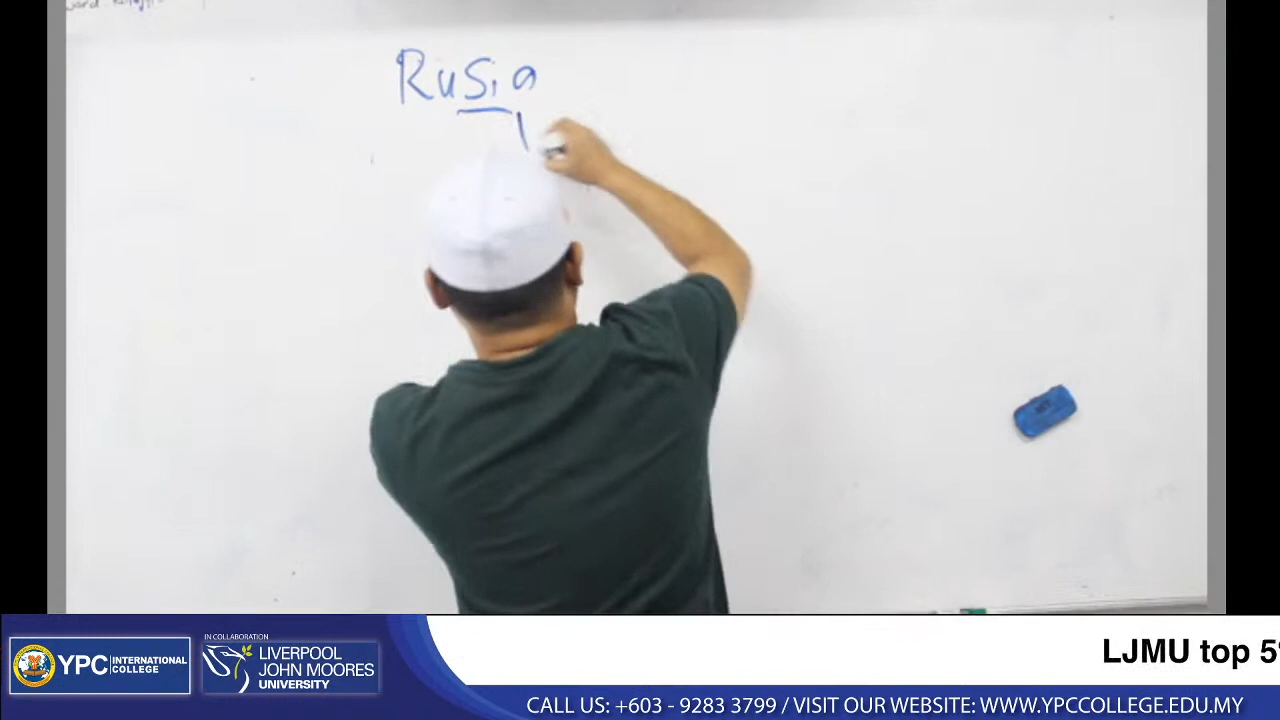 Rusia
YPC INTERNATIONAL COLLEGE
IN COLLABORATION
LIVERPOOL
JOHN MOORES
UNIVERSITY
LJMU top 5
CALL US: +603 - 9283 3799 / VISIT OUR WEBSITE: WWW.YPCCOLLEGE.EDU.MY